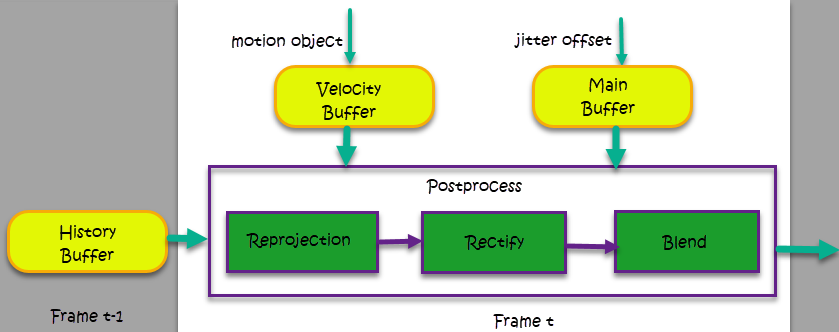 motion object
jitter offset
Velocity
Buffer
Main
Buffer
Postprocess
History
Buffer
Reprojection
Rectify
Blend
Frame t-1
Frame t